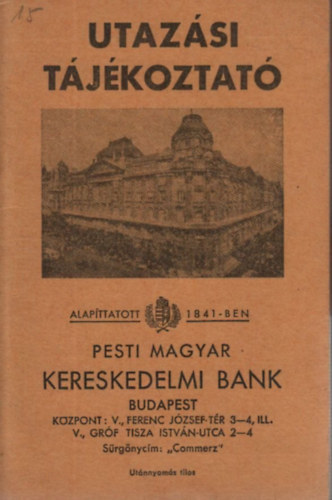 15
UTAZÁSI
TÁJÉKOZTATÓ
ALAPÍTTATOTT 1841-BEN
PESTI MAGYAR
KERESKEDELMI BANK
BUDAPEST
KÖZPONT: V., FERENC JÓZSEF-TÉR 3—4, ILL.
V., GRÓF TISZA ISTVÁN-UTCA 2—4
Sürgönycím: „Commerz"
Utánnyomás tilos